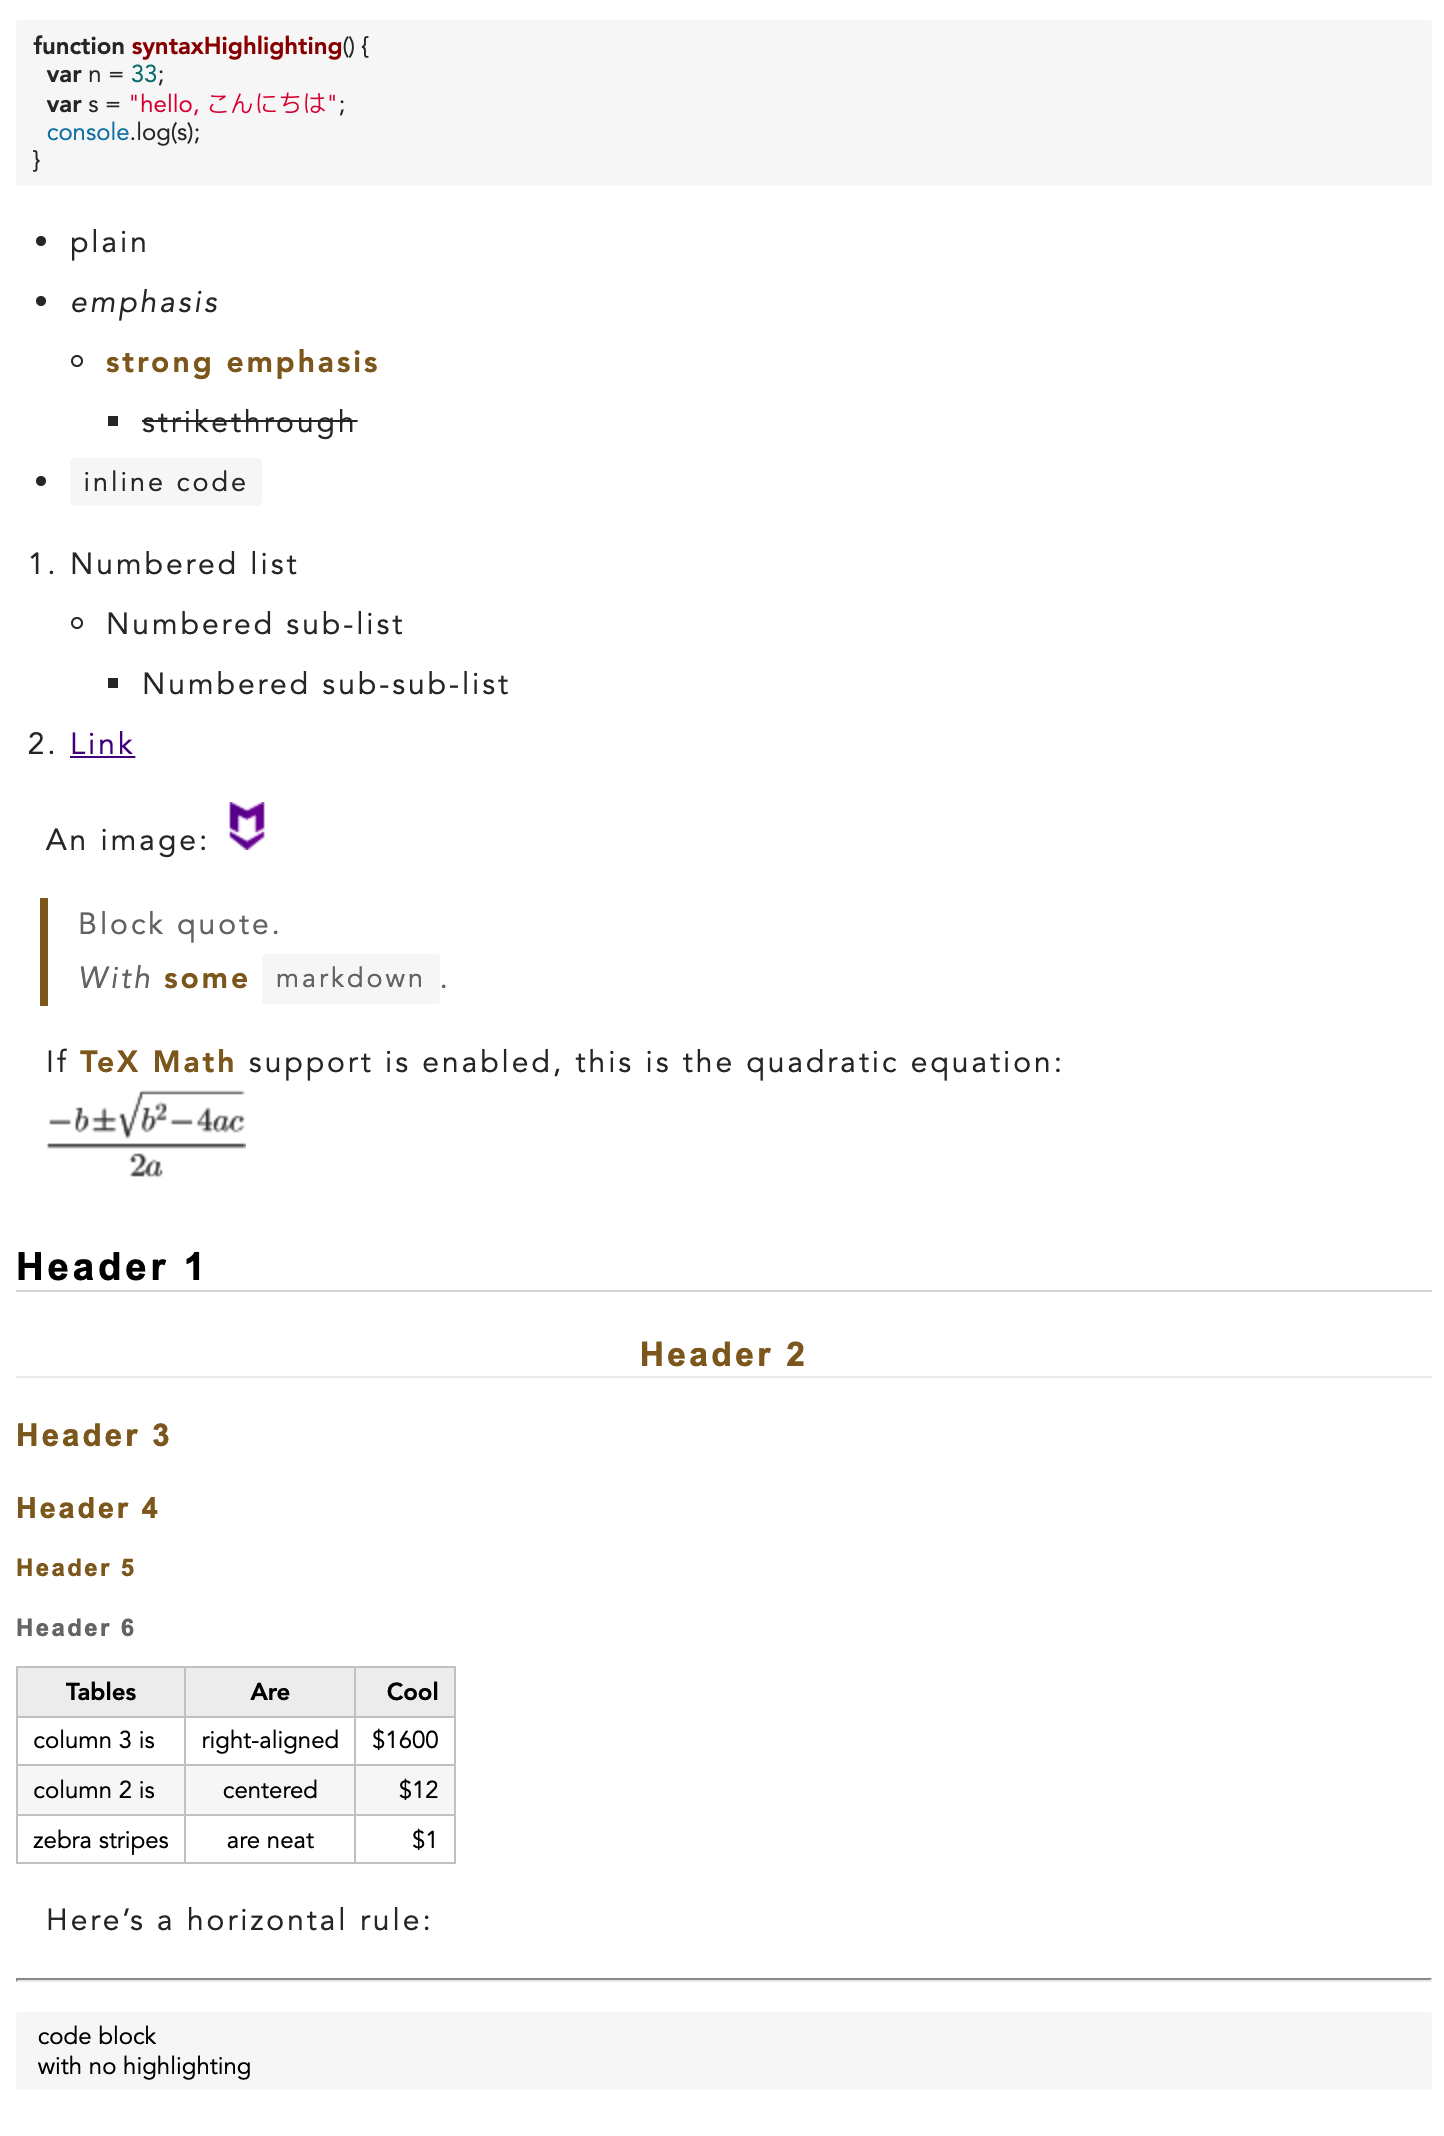 function syntaxHighlighting() {
var n = 33;
var s = "hello, こんにちは";
console.log(s);
}
plain
emphasis
strong emphasis
strikethrough
inline code
1. Numbered list
Numbered sub-list
Numbered sub-sub-list
2. Link
An image:
Block quote.
With some markdown.
If TeX Math support is enabled, this is the quadratic equation:
−b±√b²−4ac
2a
Header 1
Header 2
Header 3
Header 4
Header 5
Header 6
Tables Are Cool
column 3 is right-aligned $1600
column 2 is centered $12
zebra stripes are neat $1
Here’s a horizontal rule:
code block
with no highlighting